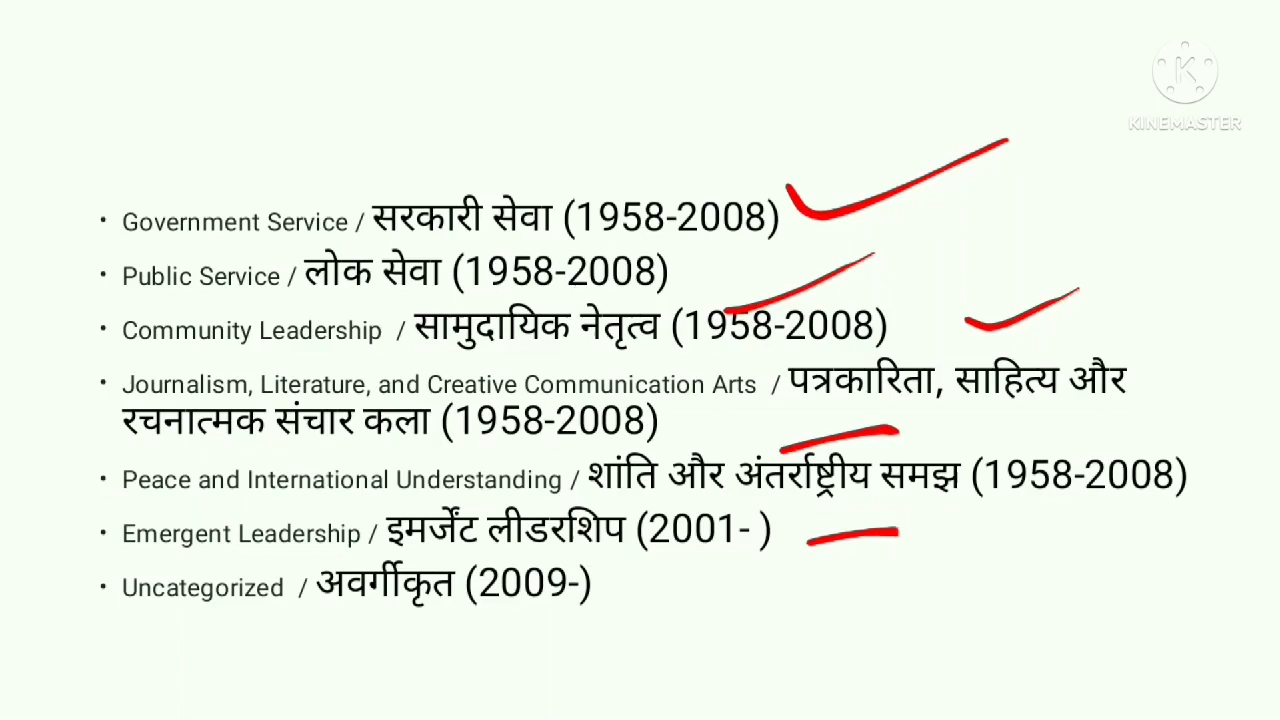 KINEMASTER
• Government Service / सरकारी सेवा (1958-2008)
• Public Service / लोक सेवा (1958-2008)
• Community Leadership / सामुदायिक नेतृत्व (1958-2008)
• Journalism, Literature, and Creative Communication Arts / पत्रकारिता, साहित्य और
रचनात्मक संचार कला (1958-2008)
• Peace and International Understanding / शांति और अंतर्राष्ट्रीय समझ (1958-2008)
• Emergent Leadership / इमर्जेंट लीडरशिप (2001- )
• Uncategorized / अवर्गीकृत (2009-)